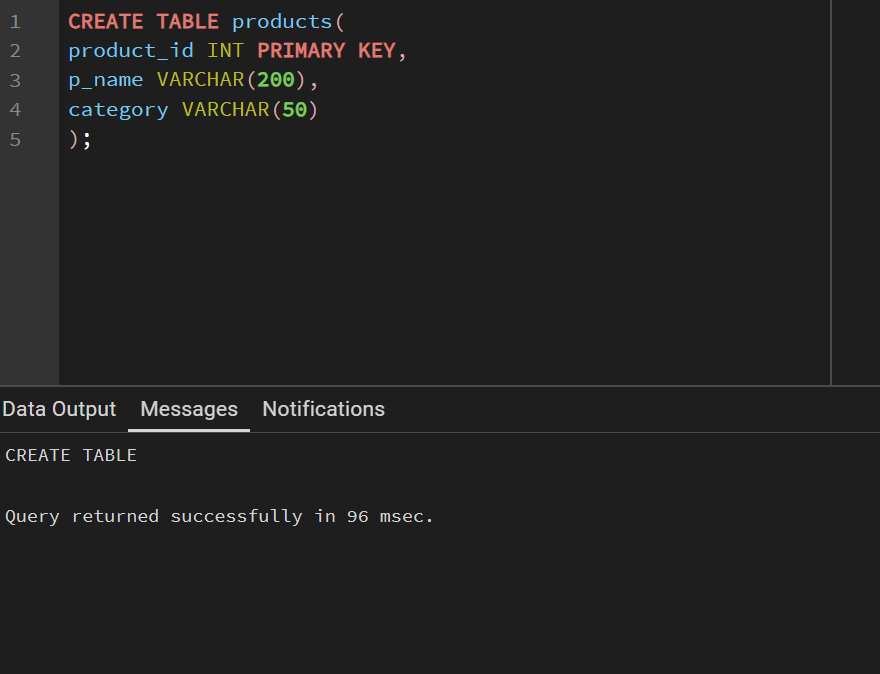 1 CREATE TABLE products(
2 product_id INT PRIMARY KEY,
3 p_name VARCHAR(200),
4 category VARCHAR(50)
5 );
Data Output Messages Notifications
CREATE TABLE
Query returned successfully in 96 msec.